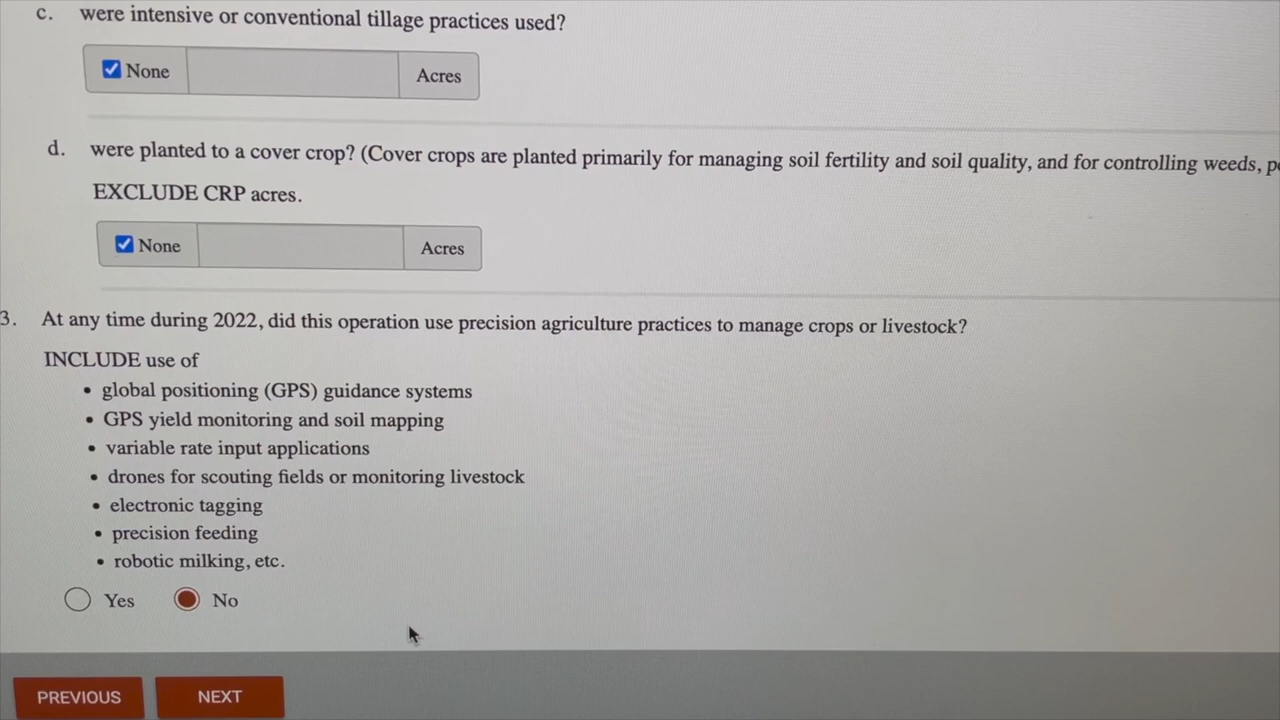 c. were intensive or conventional tillage practices used?
None Acres
d. were planted to a cover crop? (Cover crops are planted primarily for managing soil fertility and soil quality, and for controlling weeds,
EXCLUDE CRP acres.
None Acres
3. At any time during 2022, did this operation use precision agriculture practices to manage crops or livestock?
INCLUDE use of
• global positioning (GPS) guidance systems
• GPS yield monitoring and soil mapping
• variable rate input applications
• drones for scouting fields or monitoring livestock
• electronic tagging
• precision feeding
• robotic milking, etc.
Yes No
PREVIOUS NEXT